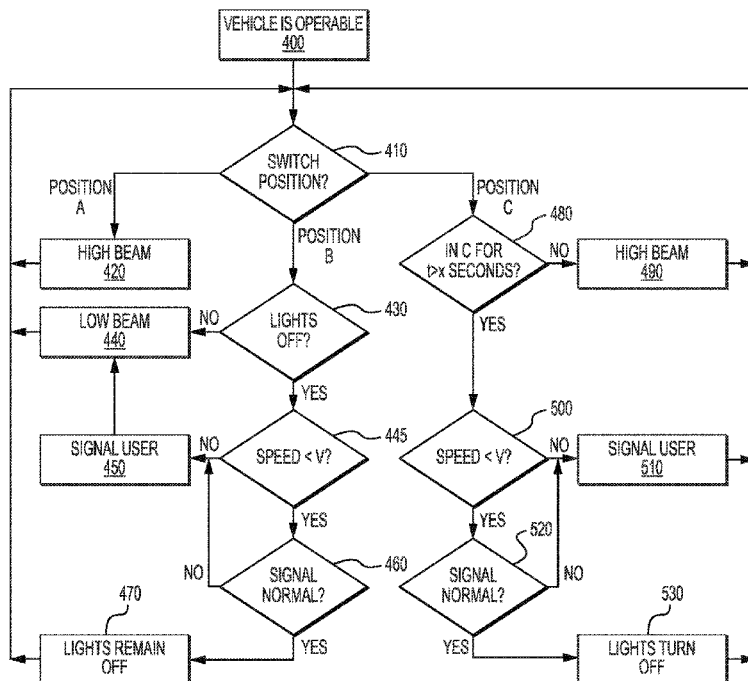 VEHICLE IS OPERABLE
400
SWITCH
POSITION?
410
POSITION
A
POSITION
B
POSITION
C
HIGH BEAM
420
IN C FOR
t>x SECONDS?
480
NO
HIGH BEAM
490
LOW BEAM
440
NO
LIGHTS
OFF?
430
YES
YES
SIGNAL USER
450
NO
SPEED < V?
445
SPEED < V?
500
NO
SIGNAL USER
510
YES
YES
NO
SIGNAL
NORMAL?
460
SIGNAL
NORMAL?
520
NO
470
LIGHTS REMAIN
OFF
YES
YES
530
LIGHTS TURN
OFF